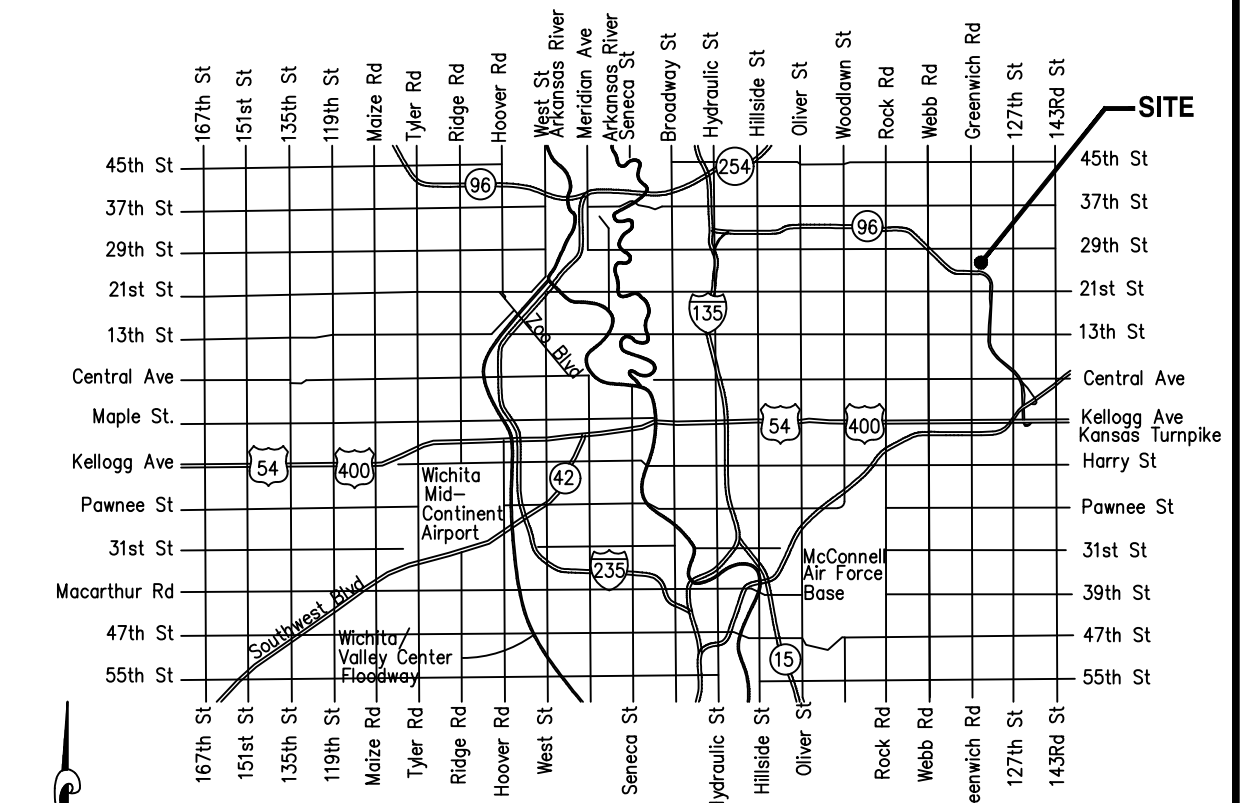 167th St
151st St
135th St
119th St
Maize Rd
Tyler Rd
Ridge Rd
Hoover Rd
West St
Arkansas River
Meridian Ave
Arkansas River
Seneca St
Broadway St
Hydraulic St
Hillside St
Oliver St
Woodlawn St
Rock Rd
Webb Rd
Greenwich Rd
127th St
143Rd St
SITE
45th St
37th St
29th St
21st St
13th St
Central Ave
Maple St.
Kellogg Ave
Pawnee St
31st St
Macarthur Rd
47th St
55th St
96
254
96
135
Zoo Blvd
54
400
54
400
42
Wichita
Mid-
Continent
Airport
235
McConnell
Air Force
Base
Southwest Blvd
Wichita/
Valley Center
Floodway
15
45th St
37th St
29th St
21st St
13th St
Central Ave
Kellogg Ave
Kansas Turnpike
Harry St
Pawnee St
31st St
39th St
47th St
55th St
167th St
151st St
135th St
119th St
Maize Rd
Tyler Rd
Ridge Rd
Hoover Rd
West St
Seneca St
ydraulic St
Hillside St
Oliver St
Rock Rd
Webb Rd
eenwich Rd
127th St
143Rd St